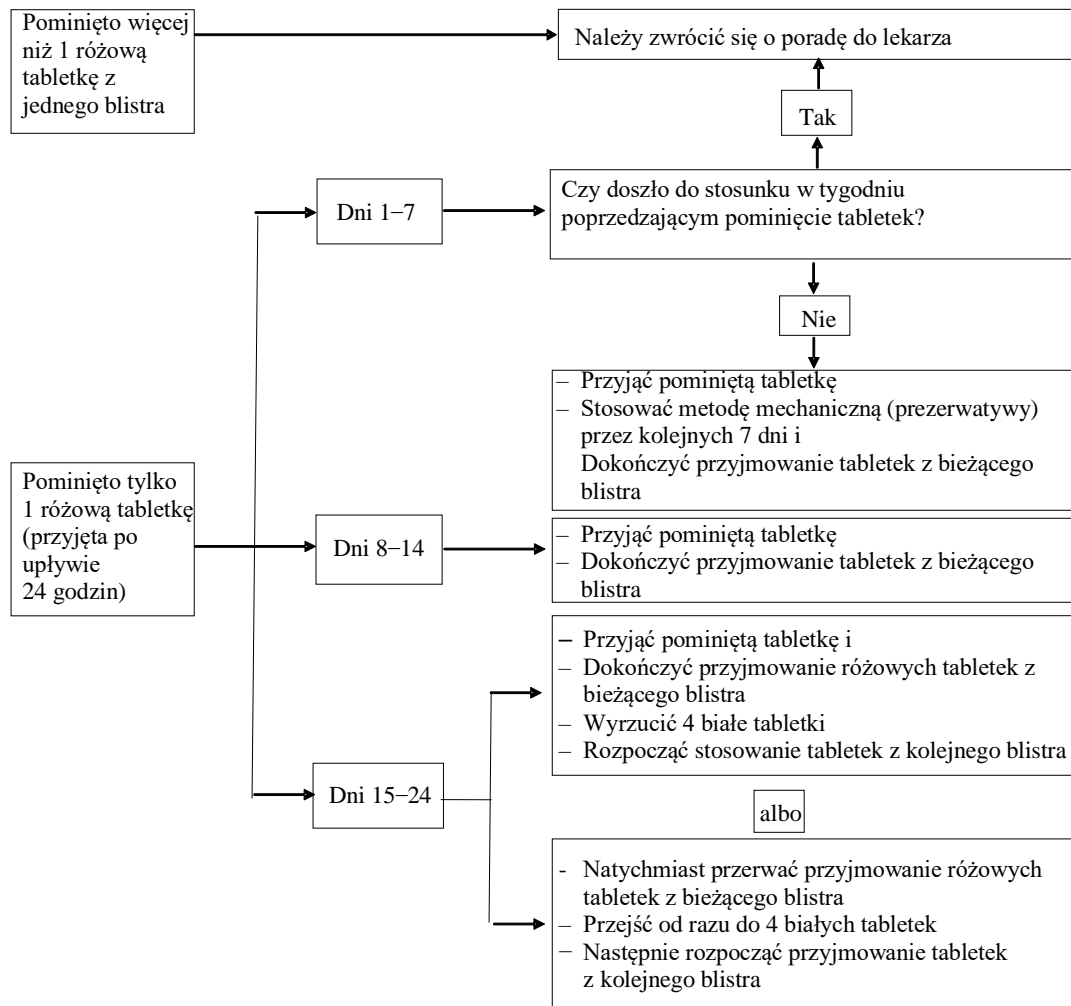 Pominięto więcej
niż 1 różową
tabletkę z
jednego blistra
Należy zwrócić się o poradę do lekarza
Tak
Dni 1−7
Czy doszło do stosunku w tygodniu
poprzedzającym pominięcie tabletek?
Nie
– Przyjąć pominiętą tabletkę
– Stosować metodę mechaniczną (prezerwatywy)
przez kolejnych 7 dni i
Dokończyć przyjmowanie tabletek z bieżącego
blistra
Pominięto tylko
1 różową tabletkę
(przyjęta po
upływie
24 godzin)
Dni 8−14
– Przyjąć pominiętą tabletkę
– Dokończyć przyjmowanie tabletek z bieżącego
blistra
Dni 15−24
– Przyjąć pominiętą tabletkę i
– Dokończyć przyjmowanie różowych tabletek z
bieżącego blistra
– Wyrzucić 4 białe tabletki
– Rozpocząć stosowanie tabletek z kolejnego blistra
albo
- Natychmiast przerwać przyjmowanie różowych
tabletek z bieżącego blistra
– Przejść od razu do 4 białych tabletek
– Następnie rozpocząć przyjmowanie tabletek
z kolejnego blistra